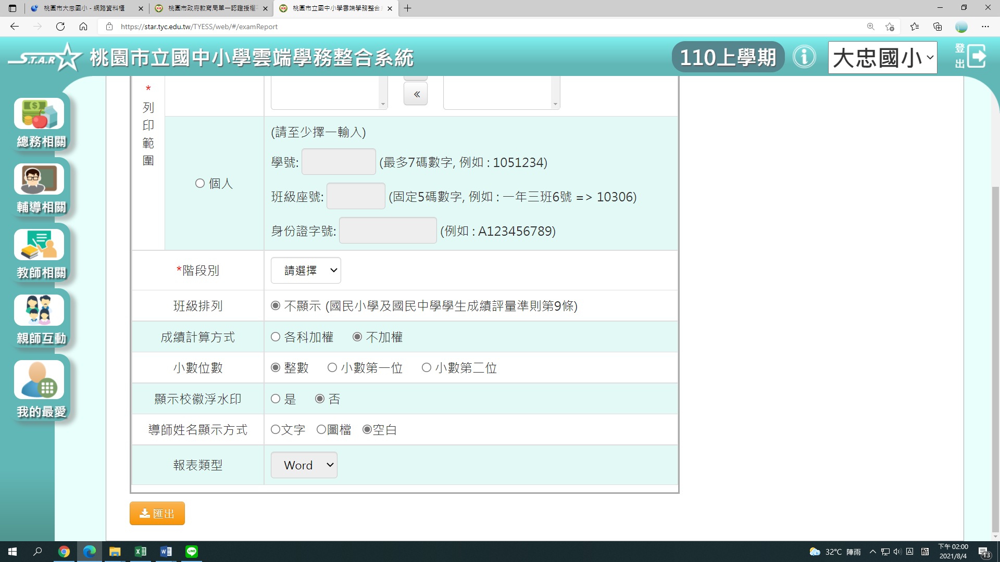 桃園市大忠國小 - 網路資料櫃
桃園市政府教育局單一認證授權
桃園市立國中小學雲端學務整合
https://star.tyc.edu.tw/TYESS/web/#/examReport
S.T.A.R 桃園市立國中小學雲端學務整合系統
110上學期
大忠國小
登出
總務相關
輔導相關
教師相關
親師互動
我的最愛
*列印範圍
«
個人
(請至少擇一輸入)
學號: (最多7碼數字, 例如 : 1051234)
班級座號: (固定5碼數字, 例如 : 一年三班6號 => 10306)
身份證字號: (例如 : A123456789)
*階段別 請選擇
班級排列 不顯示 (國民小學及國民中學學生成績評量準則第9條)
成績計算方式 各科加權 不加權
小數位數 整數 小數第一位 小數第二位
顯示校徽浮水印 是 否
導師姓名顯示方式 文字 圖檔 空白
報表類型 Word
匯出
32°C 陣雨
下午 02:00
2021/8/4
13